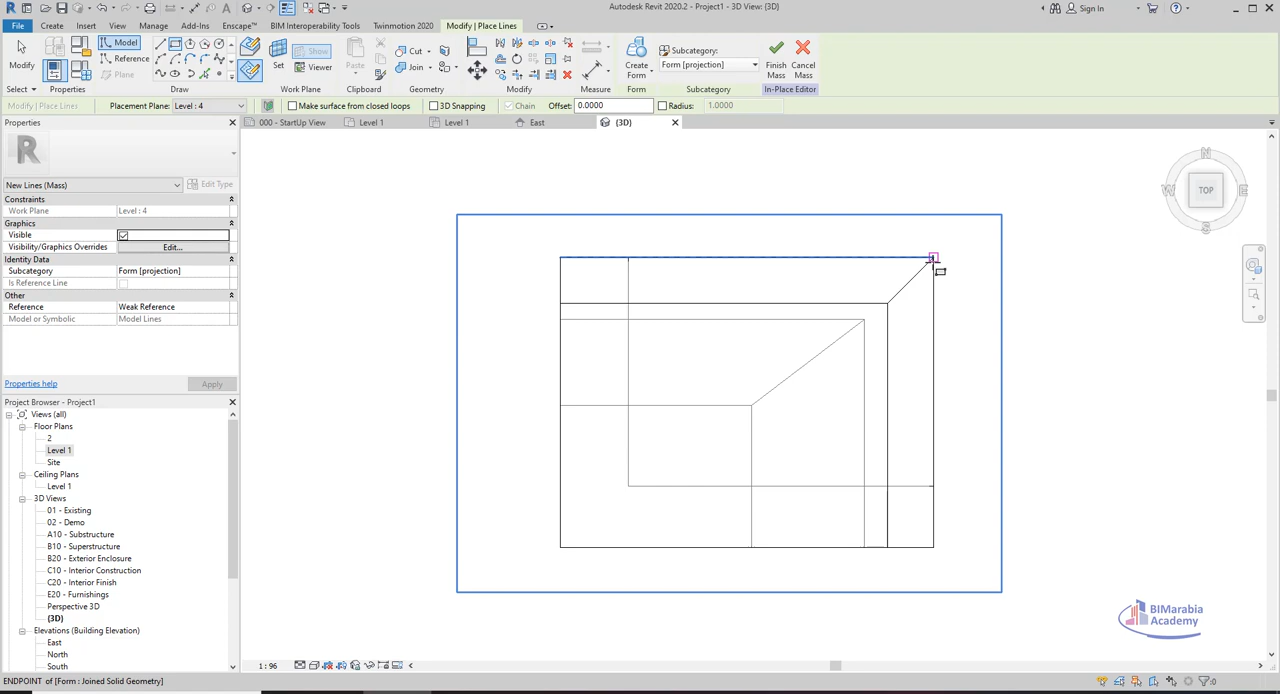 Autodesk Revit 2020.2 - Project1 - 3D View: {3D}
Sign In
File
Create
Insert
View
Manage
Add-Ins
Enscape™
BIM Interoperability Tools
Twinmotion 2020
Modify | Place Lines
Modify
Model
Reference
Plane
Set
Show
Viewer
Paste
Cut
Join
Create
Form
Subcategory:
Form [projection]
Finish
Mass
Cancel
Mass
Select
Properties
Draw
Work Plane
Clipboard
Geometry
Modify
Measure
Form
Subcategory
In-Place Editor
Modify | Place Lines
Placement Plane: Level : 4
Make surface from closed loops
3D Snapping
Chain
Offset: 0.0000
Radius: 1.0000
Properties
000 - StartUp View
Level 1
Level 1
East
{3D}
New Lines (Mass)
Edit Type
Constraints
Work Plane
Level : 4
Graphics
Visible
Visibility/Graphics Overrides
Edit...
Identity Data
Subcategory
Form [projection]
Is Reference Line
Other
Reference
Weak Reference
Model or Symbolic
Model Lines
Properties help
Apply
Project Browser - Project1
Views (all)
Floor Plans
2
Level 1
Site
Ceiling Plans
Level 1
3D Views
01 - Existing
02 - Demo
A10 - Substructure
B10 - Superstructure
B20 - Exterior Enclosure
C10 - Interior Construction
C20 - Interior Finish
E20 - Furnishings
Perspective 3D
{3D}
Elevations (Building Elevation)
East
North
South
N
W
TOP
E
S
BIMarabia
Academy
1 : 96
ENDPOINT of [Form : Joined Solid Geometry]
:0